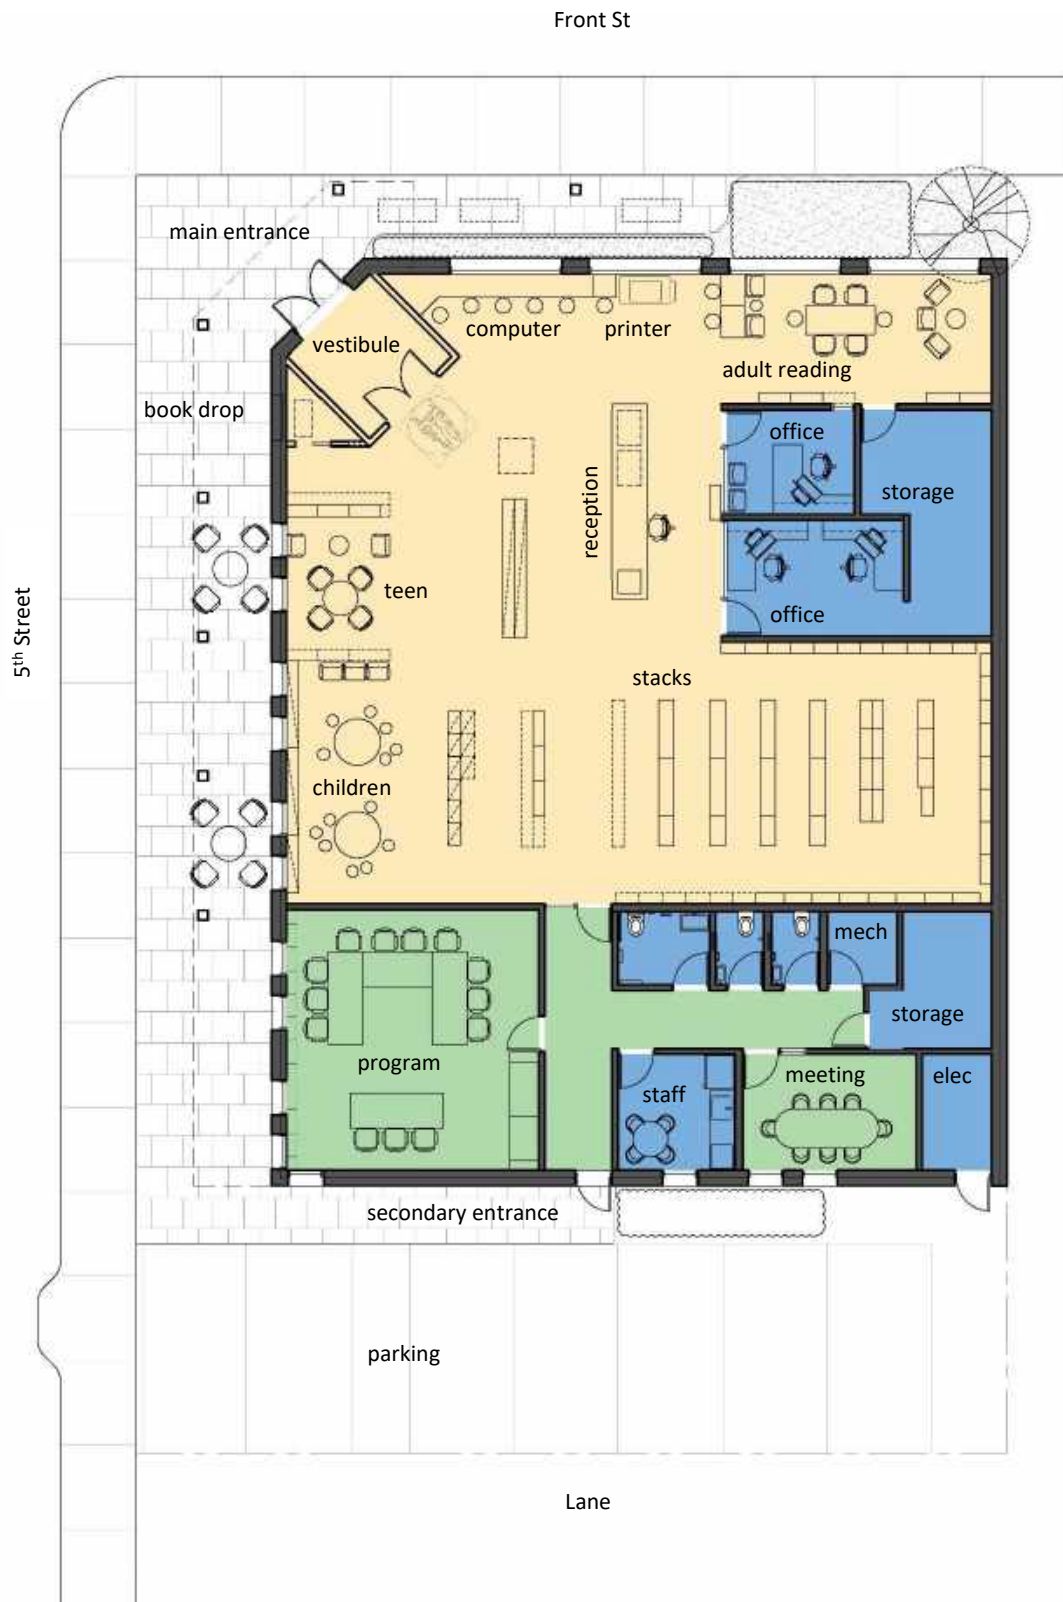 Front St
main entrance
vestibule
computer
printer
adult reading
book drop
office
storage
reception
teen
office
5th Street
stacks
children
mech
storage
program
meeting
elec
staff
secondary entrance
parking
Lane